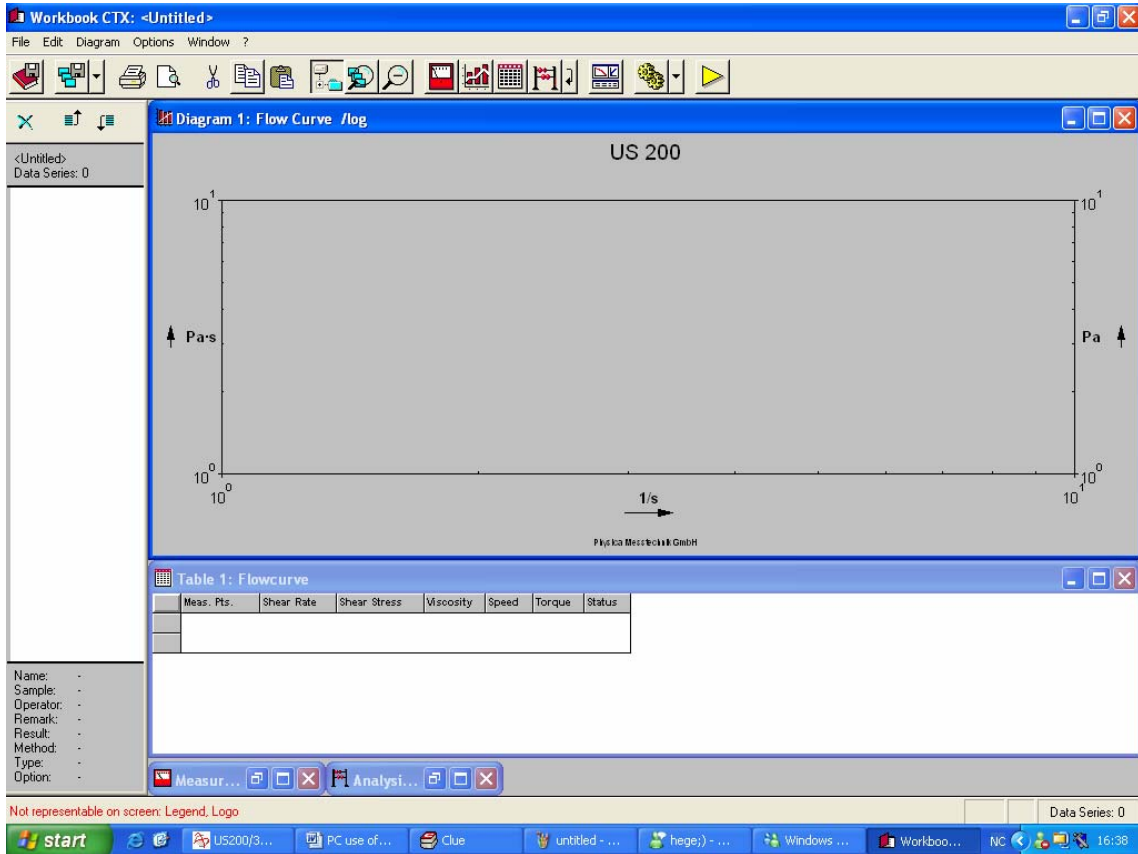 Workbook CTX: <Untitled>
File Edit Diagram Options Window ?
<Untitled>
Data Series: 0
Diagram 1: Flow Curve /log
US 200
10^1
10^1
Pa·s
Pa
10^0
10^0
10^0
1/s
10^1
Physica Messtechnik GmbH
Table 1: Flowcurve
Meas. Pts. Shear Rate Shear Stress Viscosity Speed Torque Status
Name: -
Sample: -
Operator: -
Remark: -
Result: -
Method: -
Type: -
Option: -
Measur... Analysi...
Not representable on screen: Legend, Logo
Data Series: 0
start US200/3... PC use of... Clue untitled - ... hege;) - ... Windows ... Workboo... NC 16:38